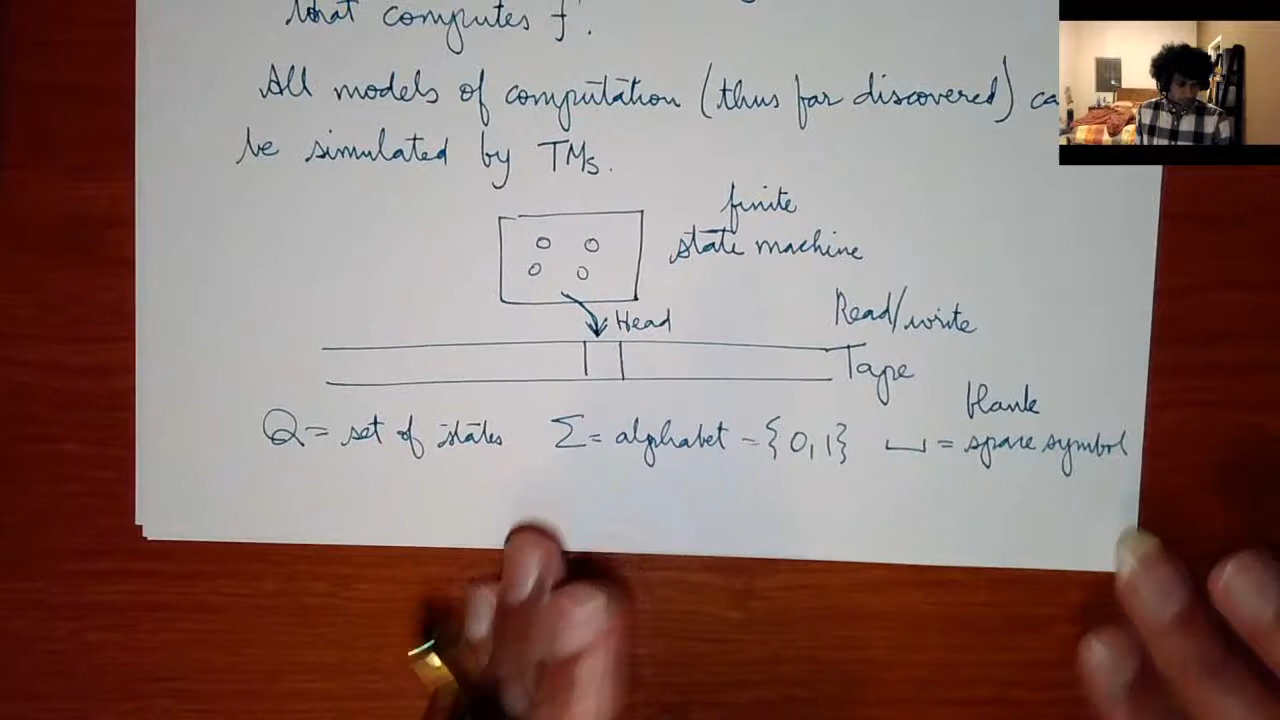 that computes f.
All models of computation (thus far discovered) ca
be simulated by TMs.
finite
state machine
Head
Read/write
Tape
blank
Q = set of states Σ = alphabet = {0,1} ⊔ = space symbol